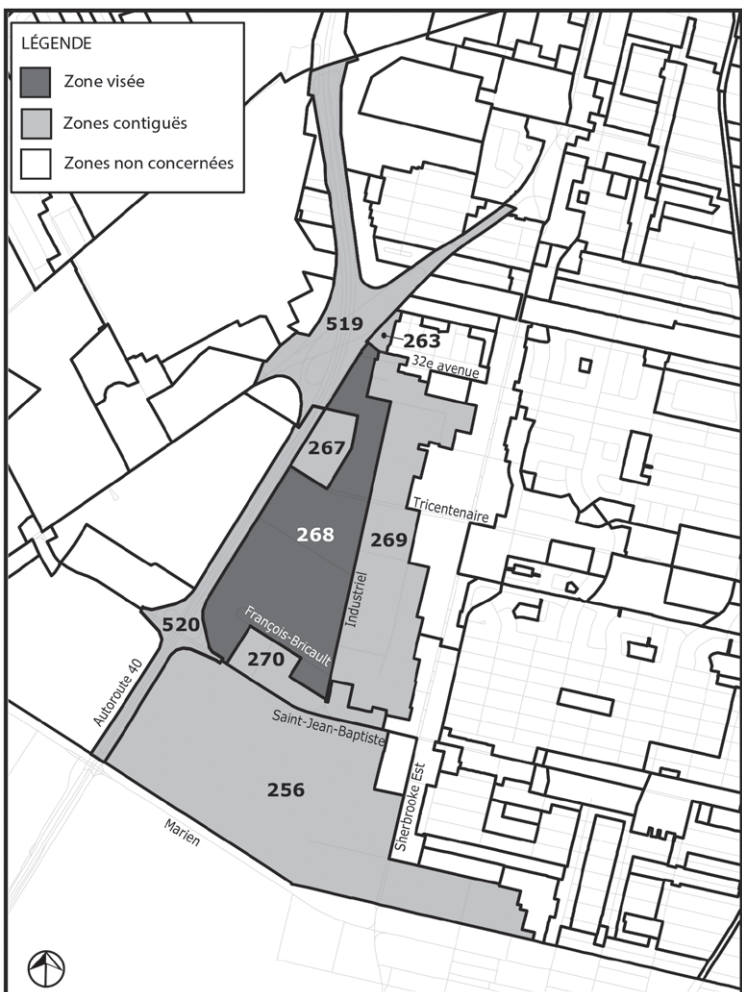 LÉGENDE
Zone visée
Zones contiguës
Zones non concernées
519
263
32e avenue
267
Tricentenaire
268
269
Industriel
François-Bricault
520
270
Autoroute 40
Saint-Jean-Baptiste
256
Sherbrooke Est
Marien